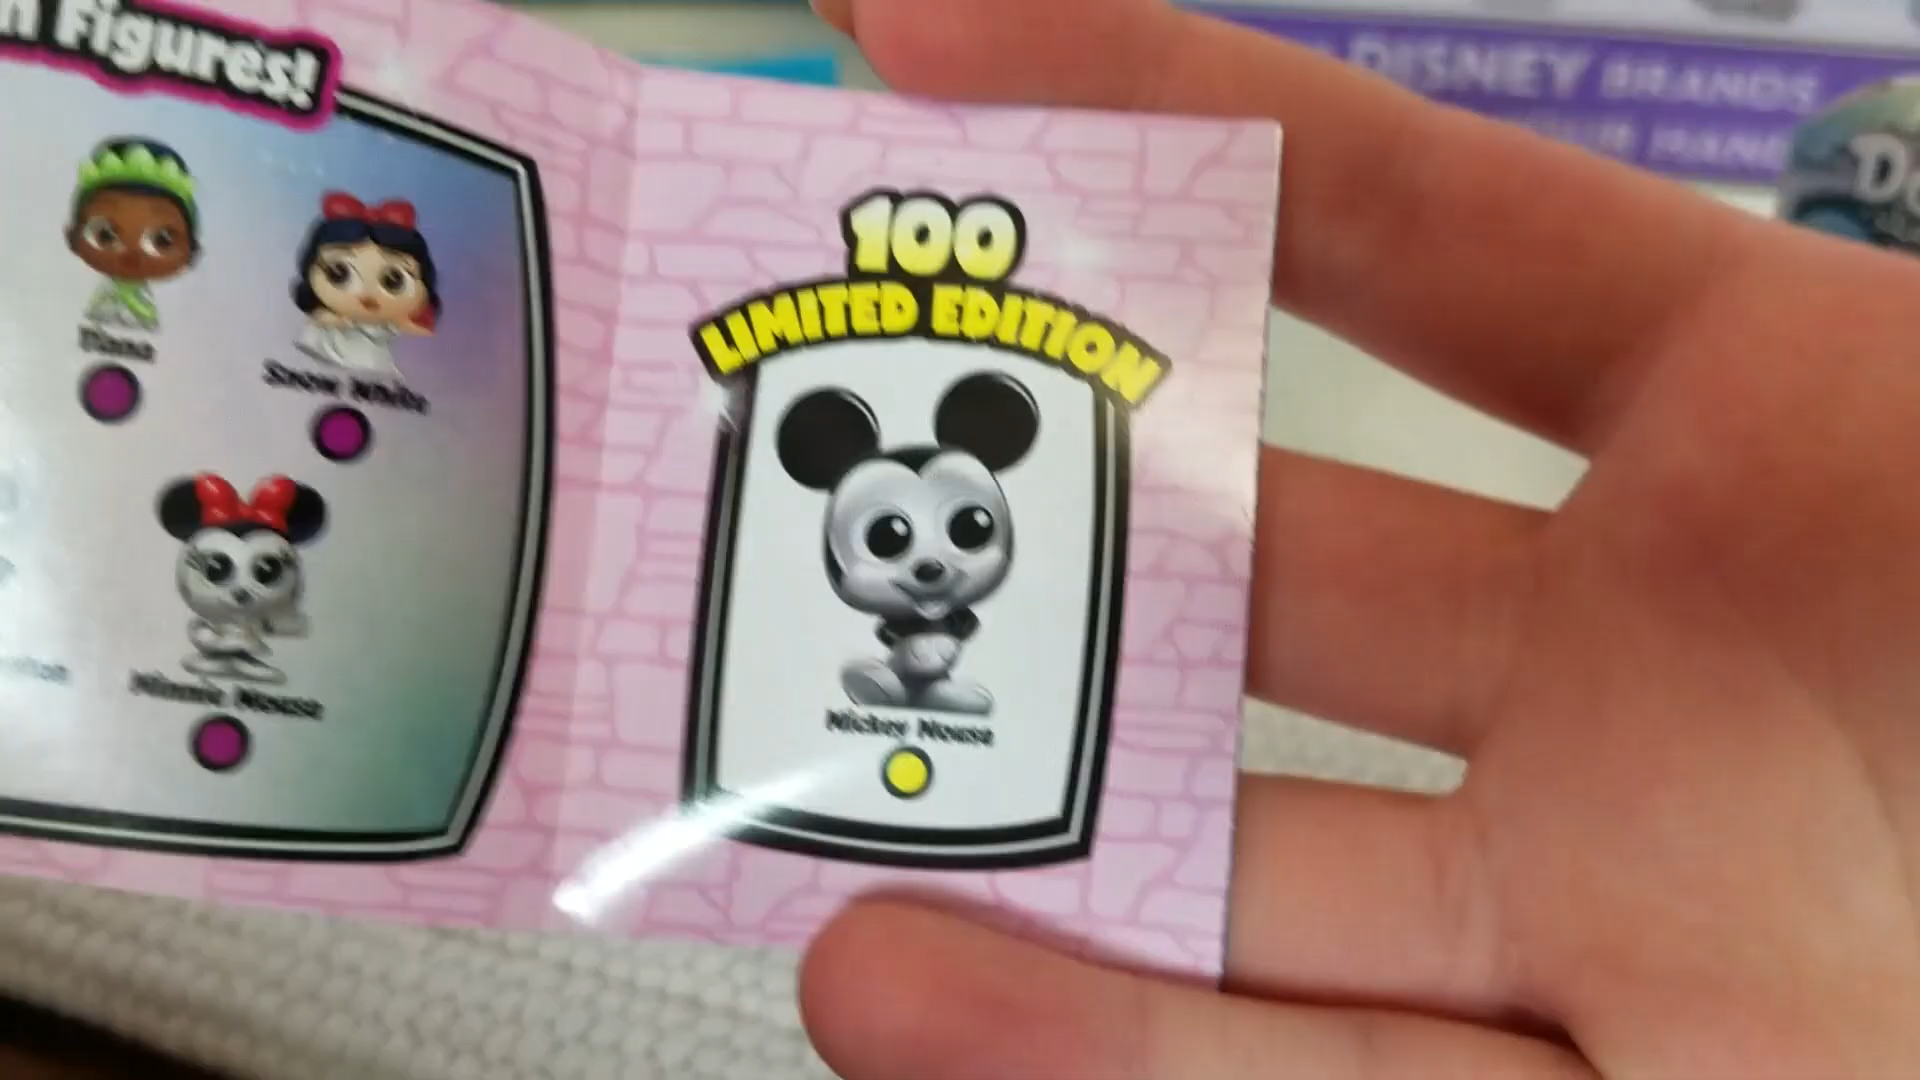 Figures!
Tiana
Snow White
Minnie Mouse
100
LIMITED EDITION
Mickey Mouse
DISNEY BRANDS